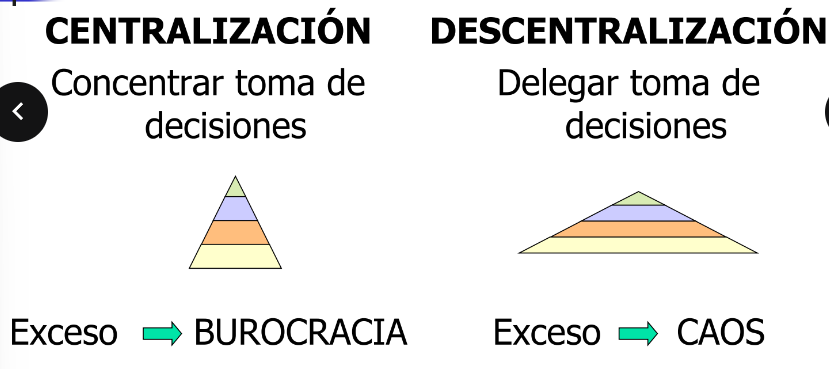 CENTRALIZACIÓN
Concentrar toma de
decisiones
Exceso BUROCRACIA
DESCENTRALIZACIÓN
Delegar toma de
decisiones
Exceso CAOS